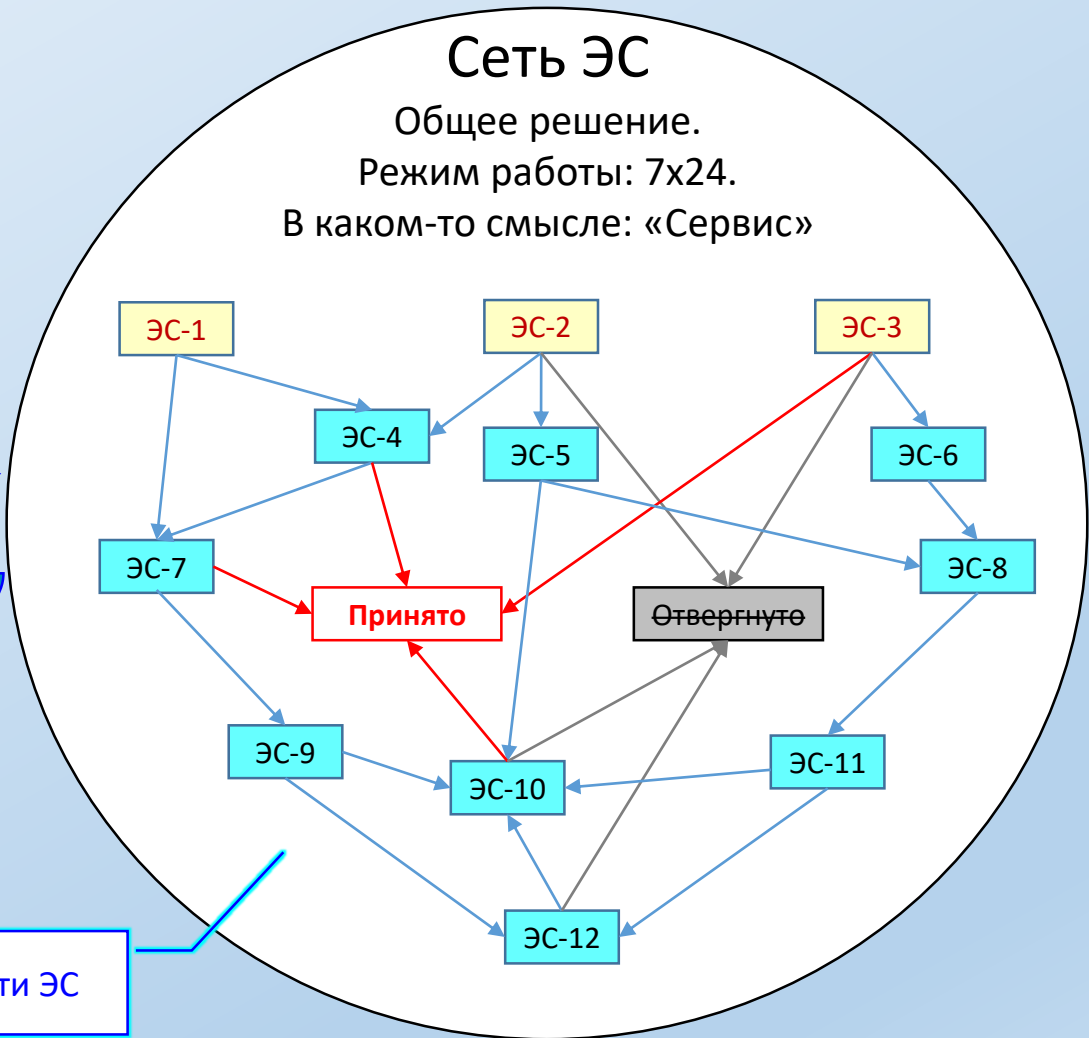 Сеть ЭС
Общее решение.
Режим работы: 7x24.
В каком-то смысле: «Сервис»
ЭС-1
ЭС-2
ЭС-3
ЭС-4
ЭС-5
ЭС-6
ЭС-7
ЭС-8
Принято
Отвергнуто
ЭС-9
ЭС-10
ЭС-11
ЭС-12
ЭС